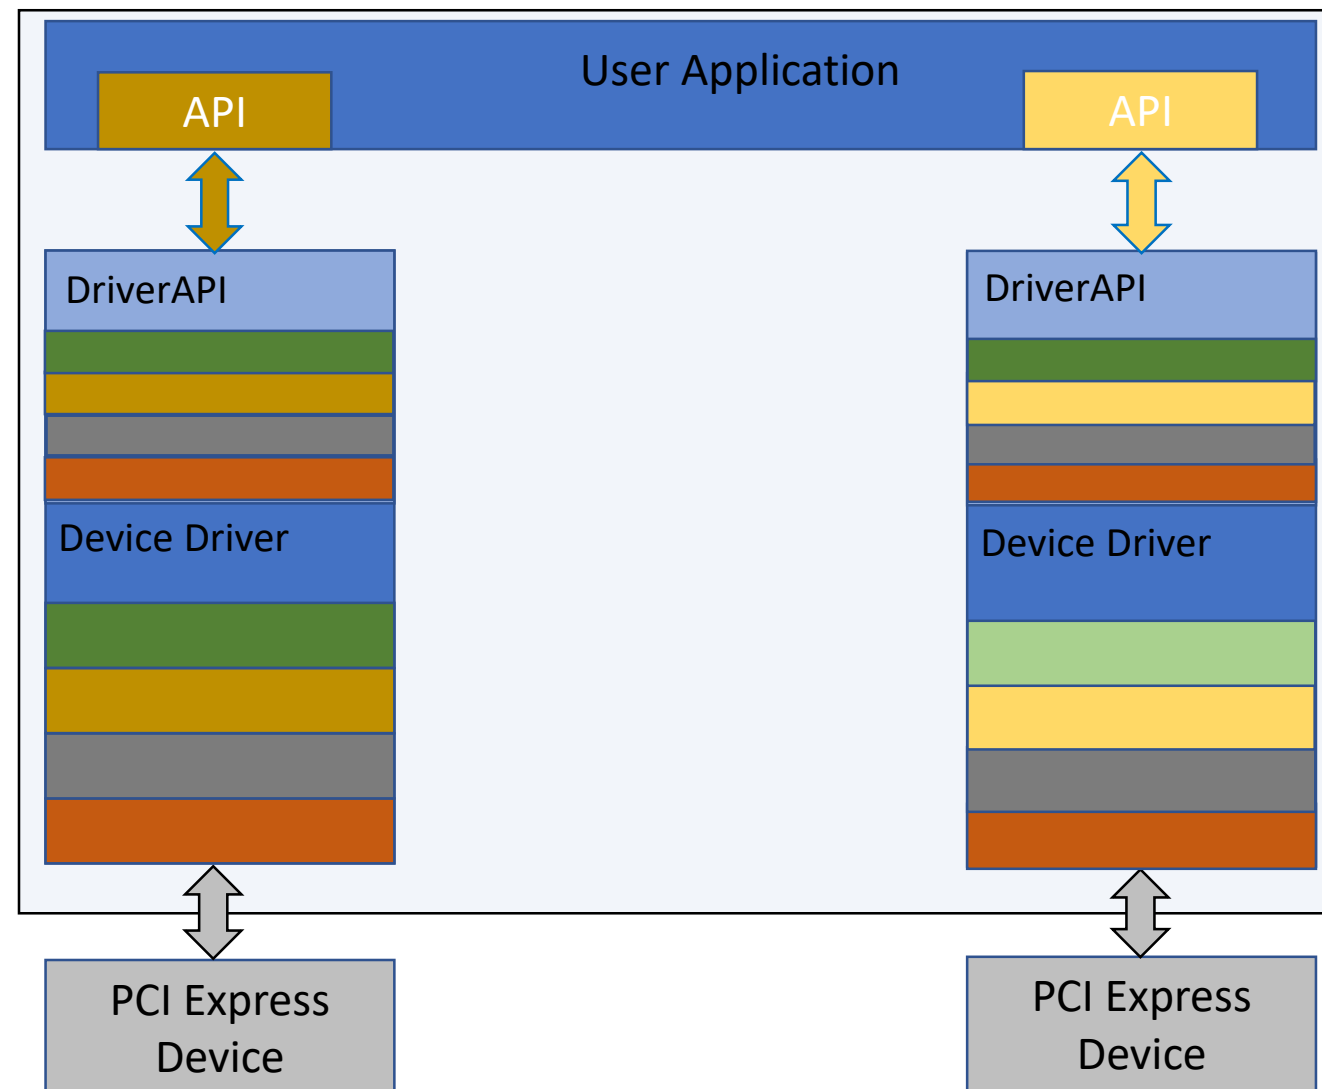 User Application
API
API
DriverAPI
DriverAPI
Device Driver
Device Driver
PCI Express
Device
PCI Express
Device